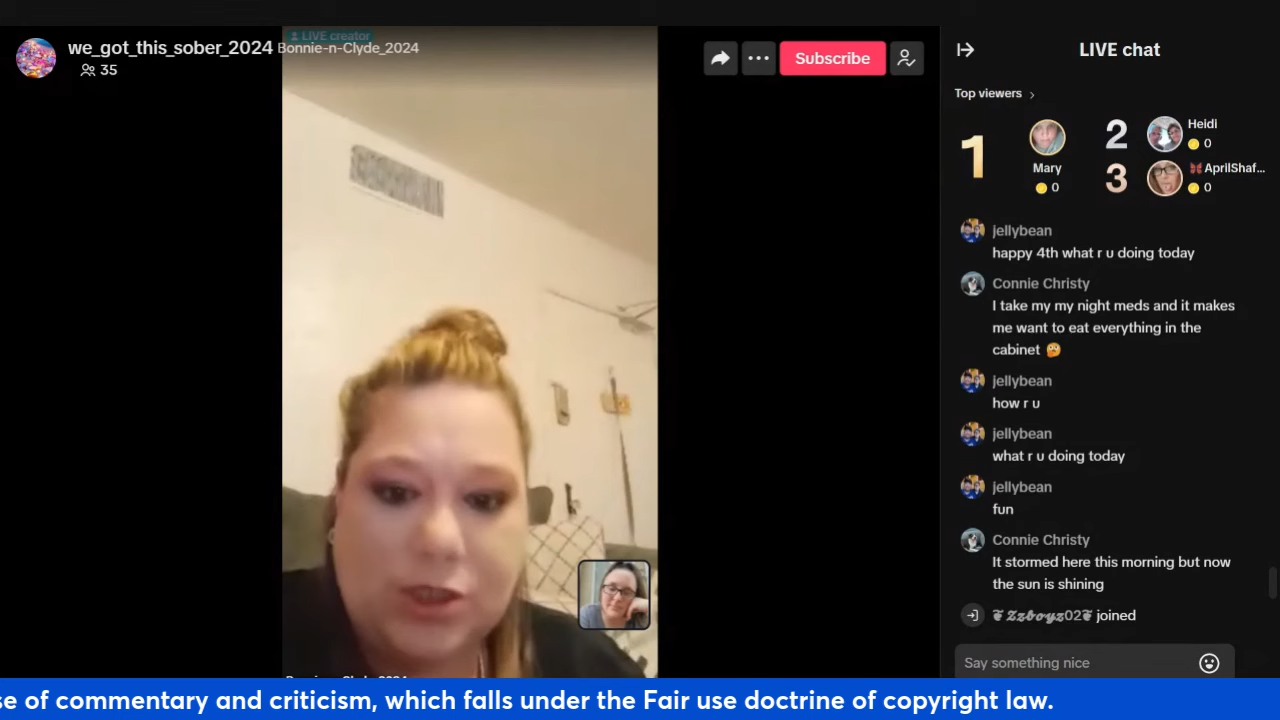 LIVE creator
we_got_this_sober_2024 Bonnie-n-Clyde_2024
35
Subscribe
LIVE chat
Top viewers
1
Mary
0
2
Heidi
0
3
AprilShaf...
0
jellybean
happy 4th what r u doing today
Connie Christy
I take my my night meds and it makes
me want to eat everything in the
cabinet 🫣
jellybean
how r u
jellybean
what r u doing today
jellybean
fun
Connie Christy
It stormed here this morning but now
the sun is shining
𝓩𝔃𝓫𝓸𝔂𝔃02 joined
Say something nice
Bonnie-n-Clyde_2024
se of commentary and criticism, which falls under the Fair use doctrine of copyright law.